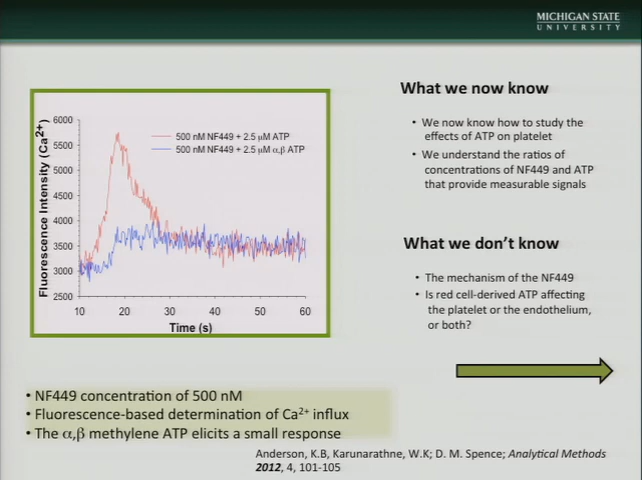 MICHIGAN STATE
UNIVERSITY
What we now know
• We now know how to study the
effects of ATP on platelet
• We understand the ratios of
concentrations of NF449 and ATP
that provide measurable signals
What we don't know
• The mechanism of the NF449
• Is red cell-derived ATP affecting
the platelet or the endothelium,
or both?
Fluorescence Intensity (Ca2+)
6000
5500
5000
4500
4000
3500
3000
2500
500 nM NF449 + 2.5 μM ATP
500 nM NF449 + 2.5 μM α,β ATP
10 20 30 40 50 60
Time (s)
• NF449 concentration of 500 nM
• Fluorescence-based determination of Ca2+ influx
• The α,β methylene ATP elicits a small response
Anderson, K.B, Karunarathne, W.K; D. M. Spence; Analytical Methods
2012, 4, 101-105